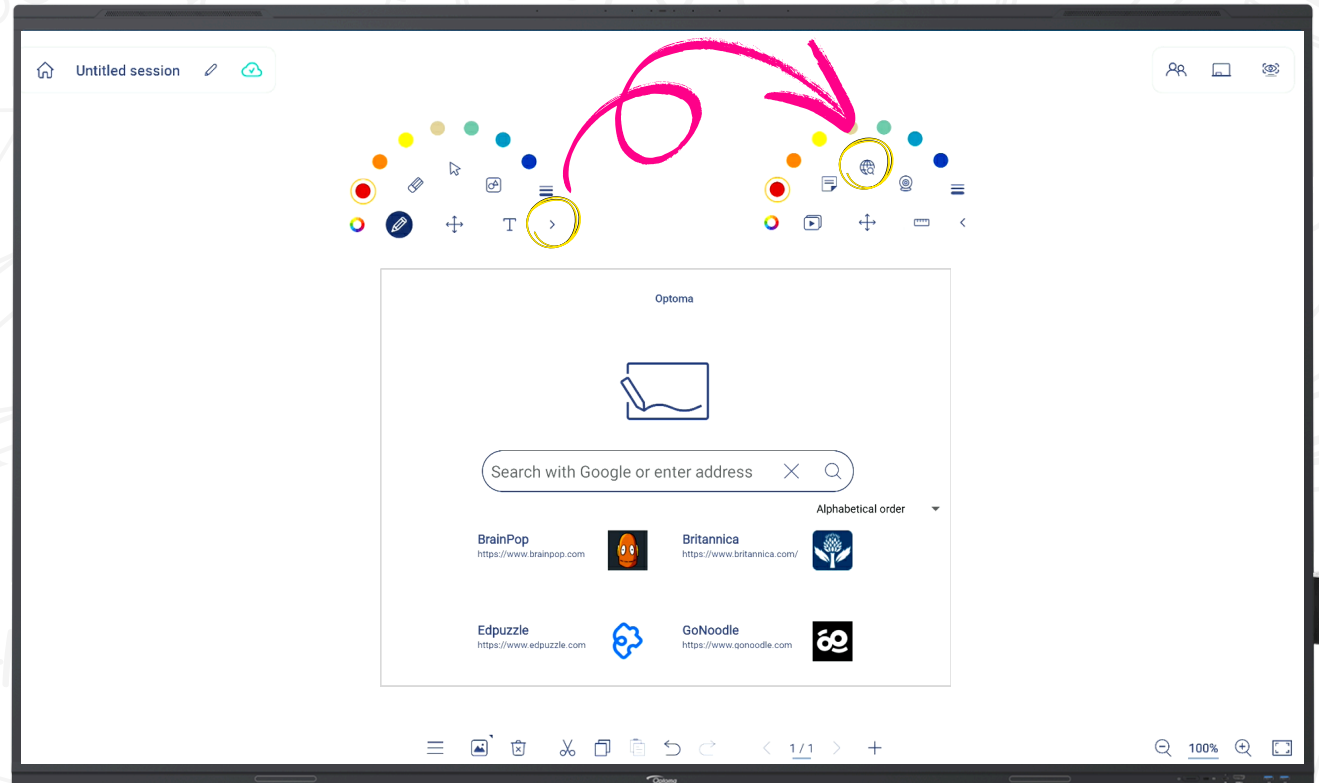 Untitled session
T
Optoma
Search with Google or enter address
Alphabetical order
BrainPop
https://www.brainpop.com
Britannica
https://www.britannica.com/
Edpuzzle
https://www.edpuzzle.com
GoNoodle
https://www.gonoodle.com
1 / 1
100%
Optoma